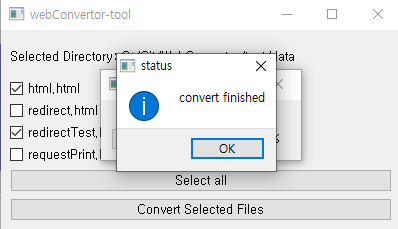 webConvertor-tool
Selected Directory:
data
status
html,html
convert finished
redirect,html
redirectTest,
%
OK
requestPrint,
Select all
Convert Selected Files